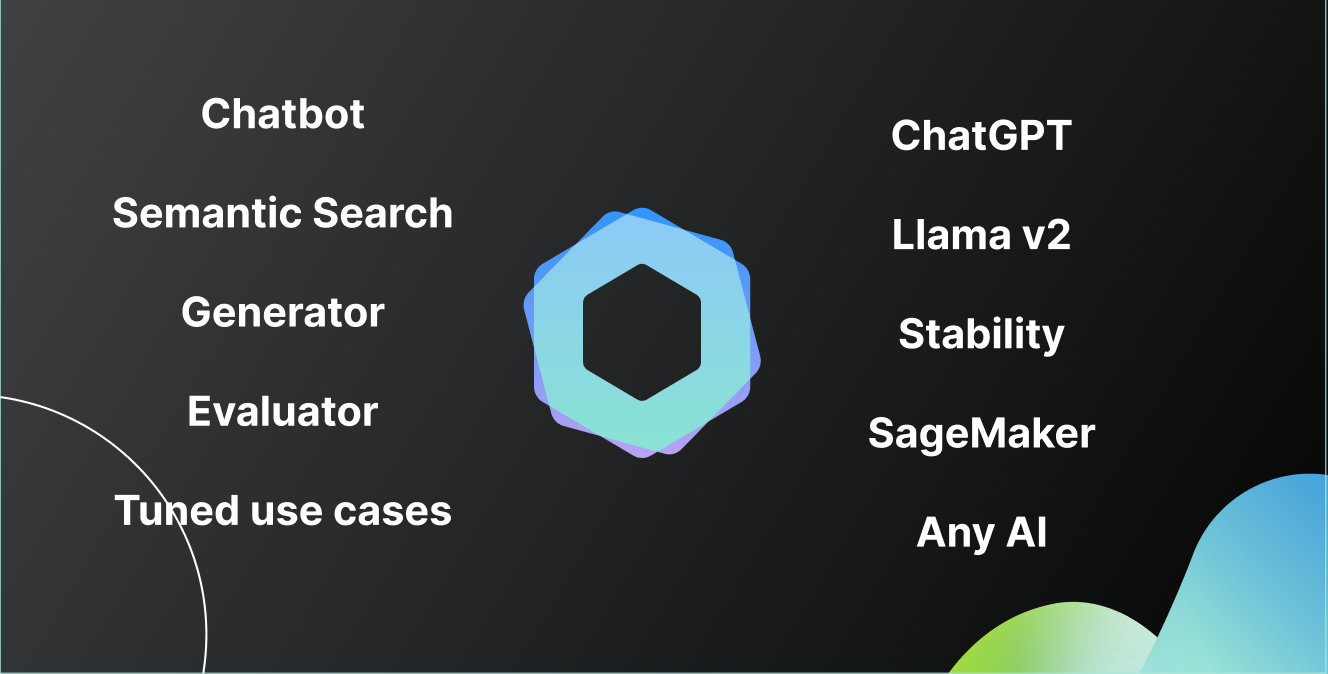 Chatbot
Semantic Search
Generator
Evaluator
Tuned use cases
ChatGPT
Llama v2
Stability
SageMaker
Any AI